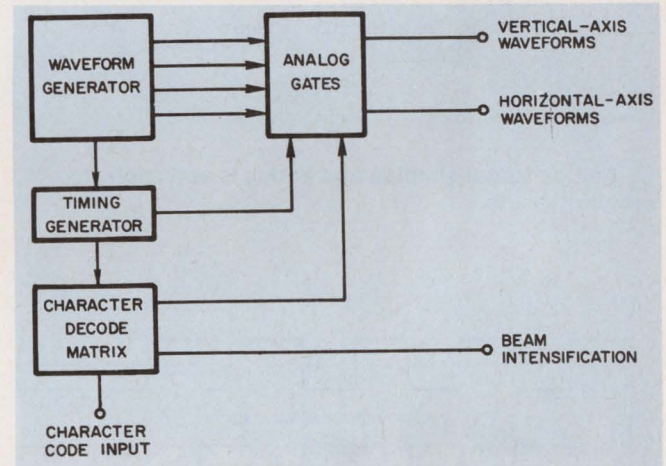 WAVEFORM
GENERATOR
ANALOG
GATES
VERTICAL-AXIS
WAVEFORMS
HORIZONTAL-AXIS
WAVEFORMS
TIMING
GENERATOR
CHARACTER
DECODE
MATRIX
BEAM
INTENSIFICATION
CHARACTER
CODE INPUT